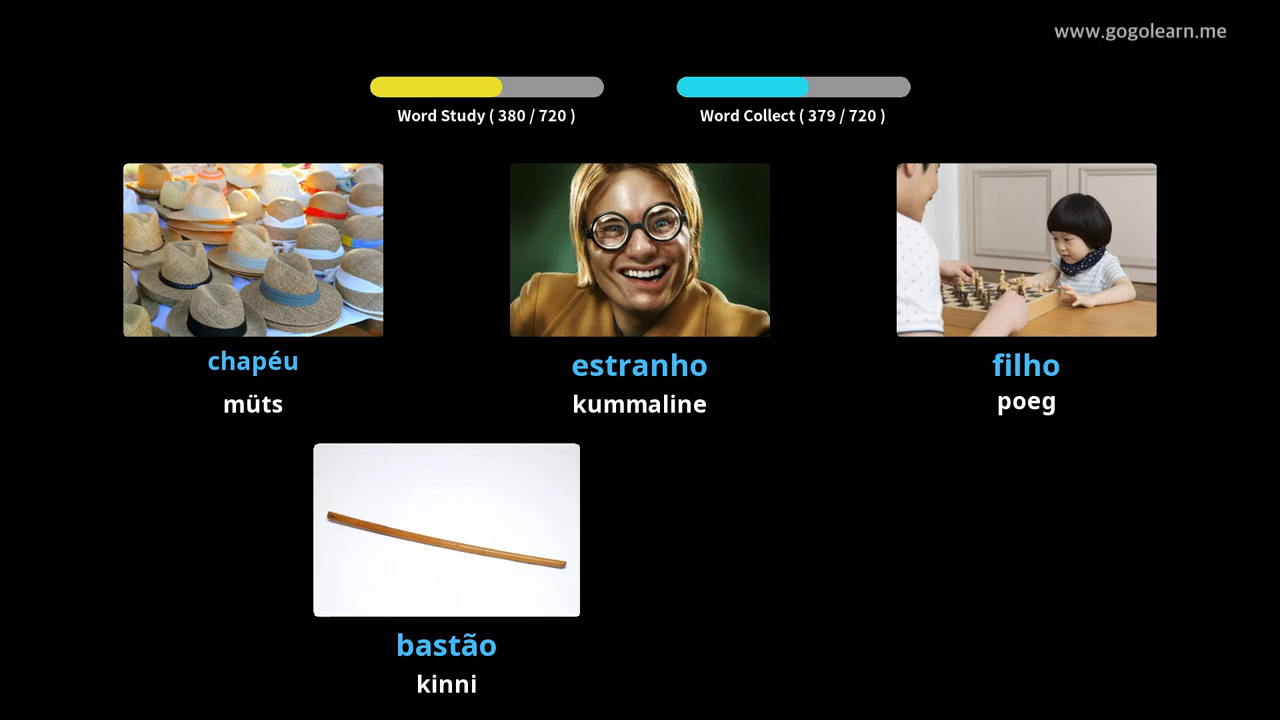 www.gogolearn.me
Word Study ( 380 / 720 )
Word Collect ( 379 / 720 )
chapéu
estranho
filho
müts
kummaline
poeg
bastão
kinni